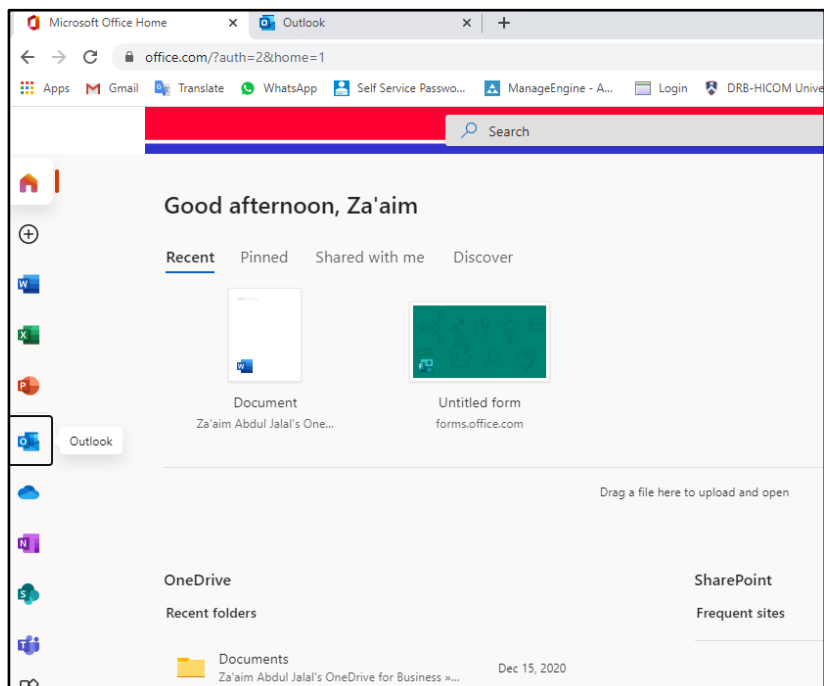 Microsoft Office Home
Outlook
office.com/?auth=2&home=1
Apps Gmail Translate WhatsApp Self Service Passwo... ManageEngine - A... Login DRB-HICOM Unive
Search
Good afternoon, Za'aim
Recent Pinned Shared with me Discover
Document
Za'aim Abdul Jalal's One...
Untitled form
forms.office.com
Outlook
Drag a file here to upload and open
OneDrive
Recent folders
Documents
Za'aim Abdul Jalal's OneDrive for Business »...
Dec 15, 2020
SharePoint
Frequent sites